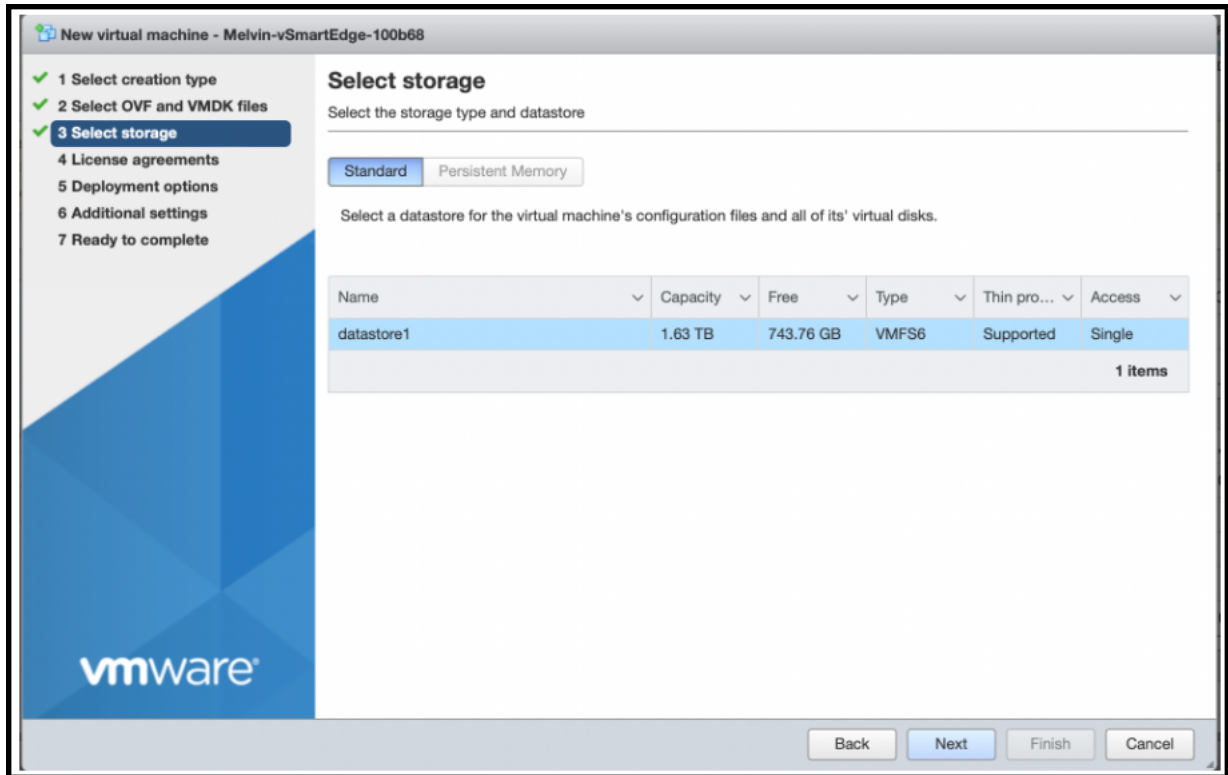 New virtual machine - Melvin-vSmartEdge-100b68
1 Select creation type
2 Select OVF and VMDK files
3 Select storage
4 License agreements
5 Deployment options
6 Additional settings
7 Ready to complete
Select storage
Select the storage type and datastore
Standard Persistent Memory
Select a datastore for the virtual machine's configuration files and all of its' virtual disks.
Name Capacity Free Type Thin pro... Access
datastore1 1.63 TB 743.76 GB VMFS6 Supported Single
1 items
vmware®
Back Next Finish Cancel